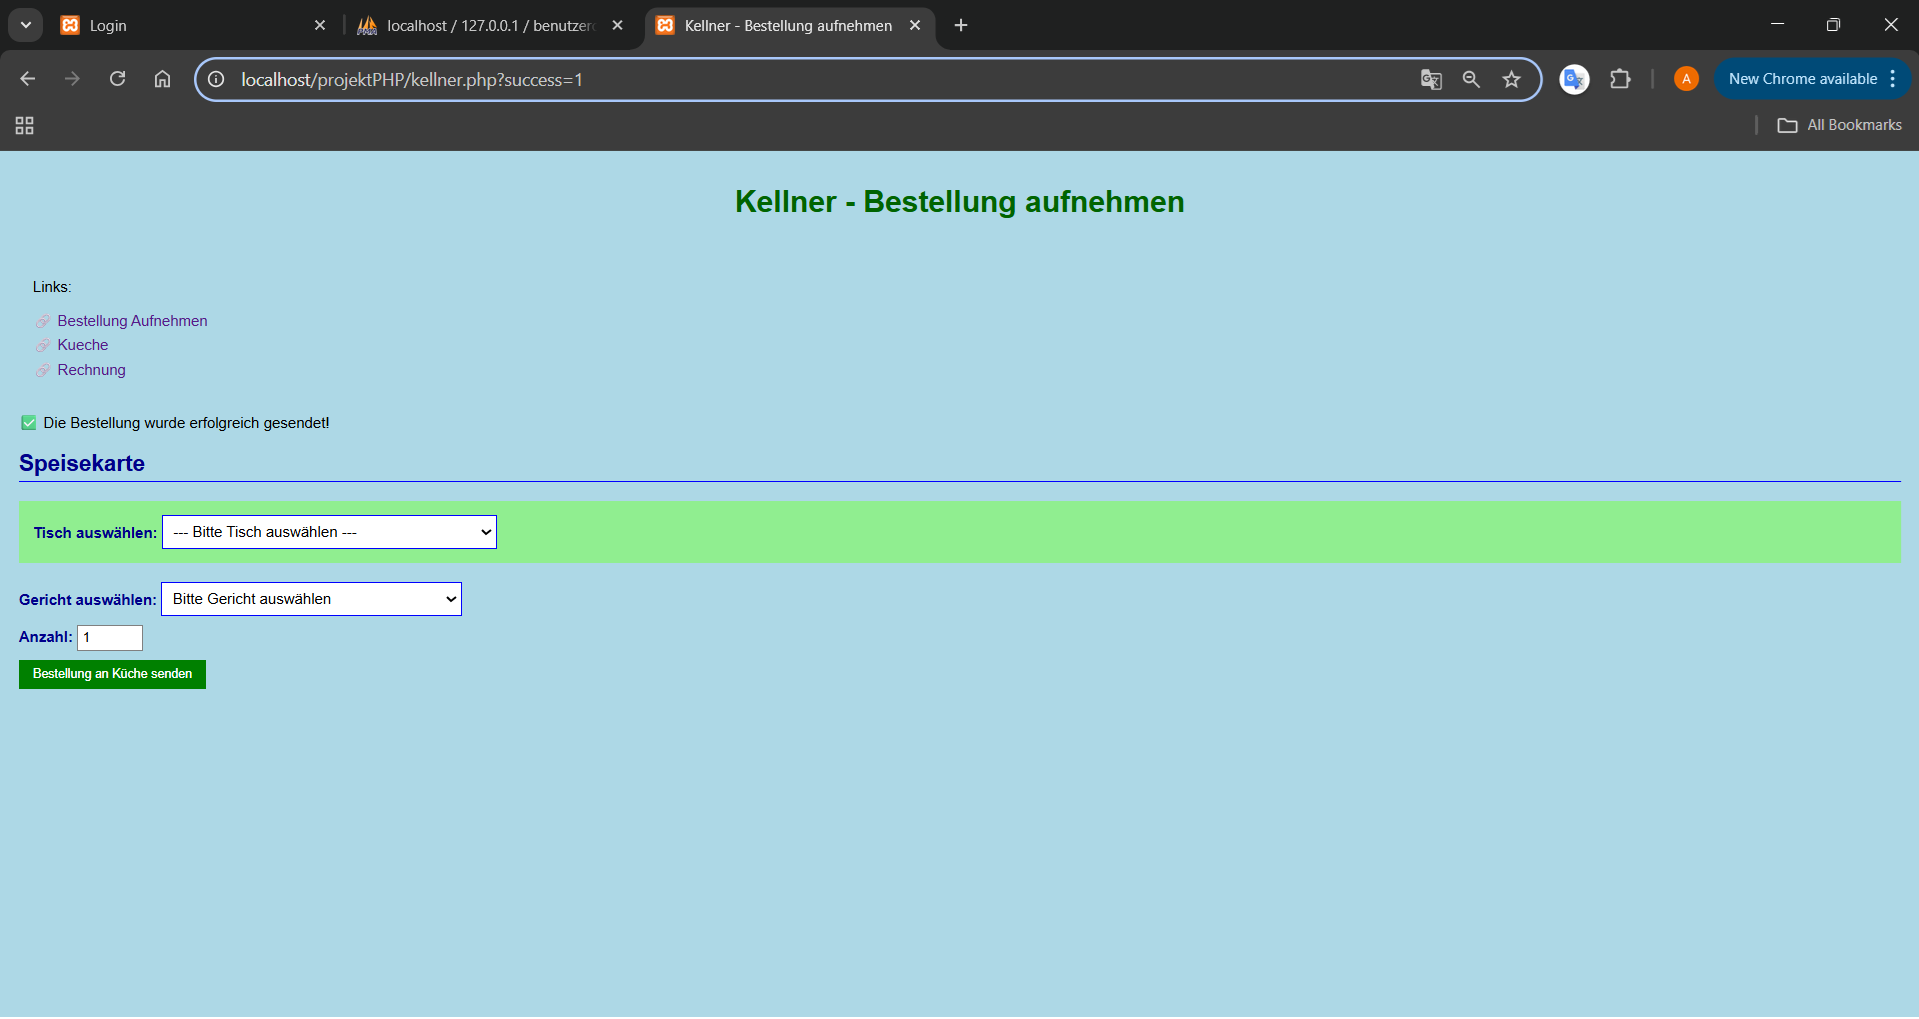 Login
localhost / 127.0.0.1 / benutzer
Kellner - Bestellung aufnehmen
localhost/projektPHP/kellner.php?success=1
A
New Chrome available
All Bookmarks
Kellner - Bestellung aufnehmen
Links:
Bestellung Aufnehmen
Kueche
Rechnung
Die Bestellung wurde erfolgreich gesendet!
Speisekarte
Tisch auswählen: --- Bitte Tisch auswählen ---
Gericht auswählen: Bitte Gericht auswählen
Anzahl: 1
Bestellung an Küche senden